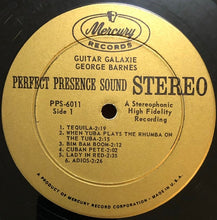 Mercury
RECORDS
GUITAR GALAXIE
GEORGE BARNES
PERFECT PRESENCE SOUND STEREO
PPS-6011
Side 1
A Stereophonic
High Fidelity
Recording
1. TEQUILA-2:19
2. WHEN YUBA PLAYS THE RHUMBA ON
THE TUBA-2:15
3. BIM BAM BOOM-2:12
4. CUBAN PETE-2:02
5. LADY IN RED-2:35
6. ADIOS-2:26
A PRODUCT OF MERCURY RECORD CORPORATION · MADE IN U.S.A.